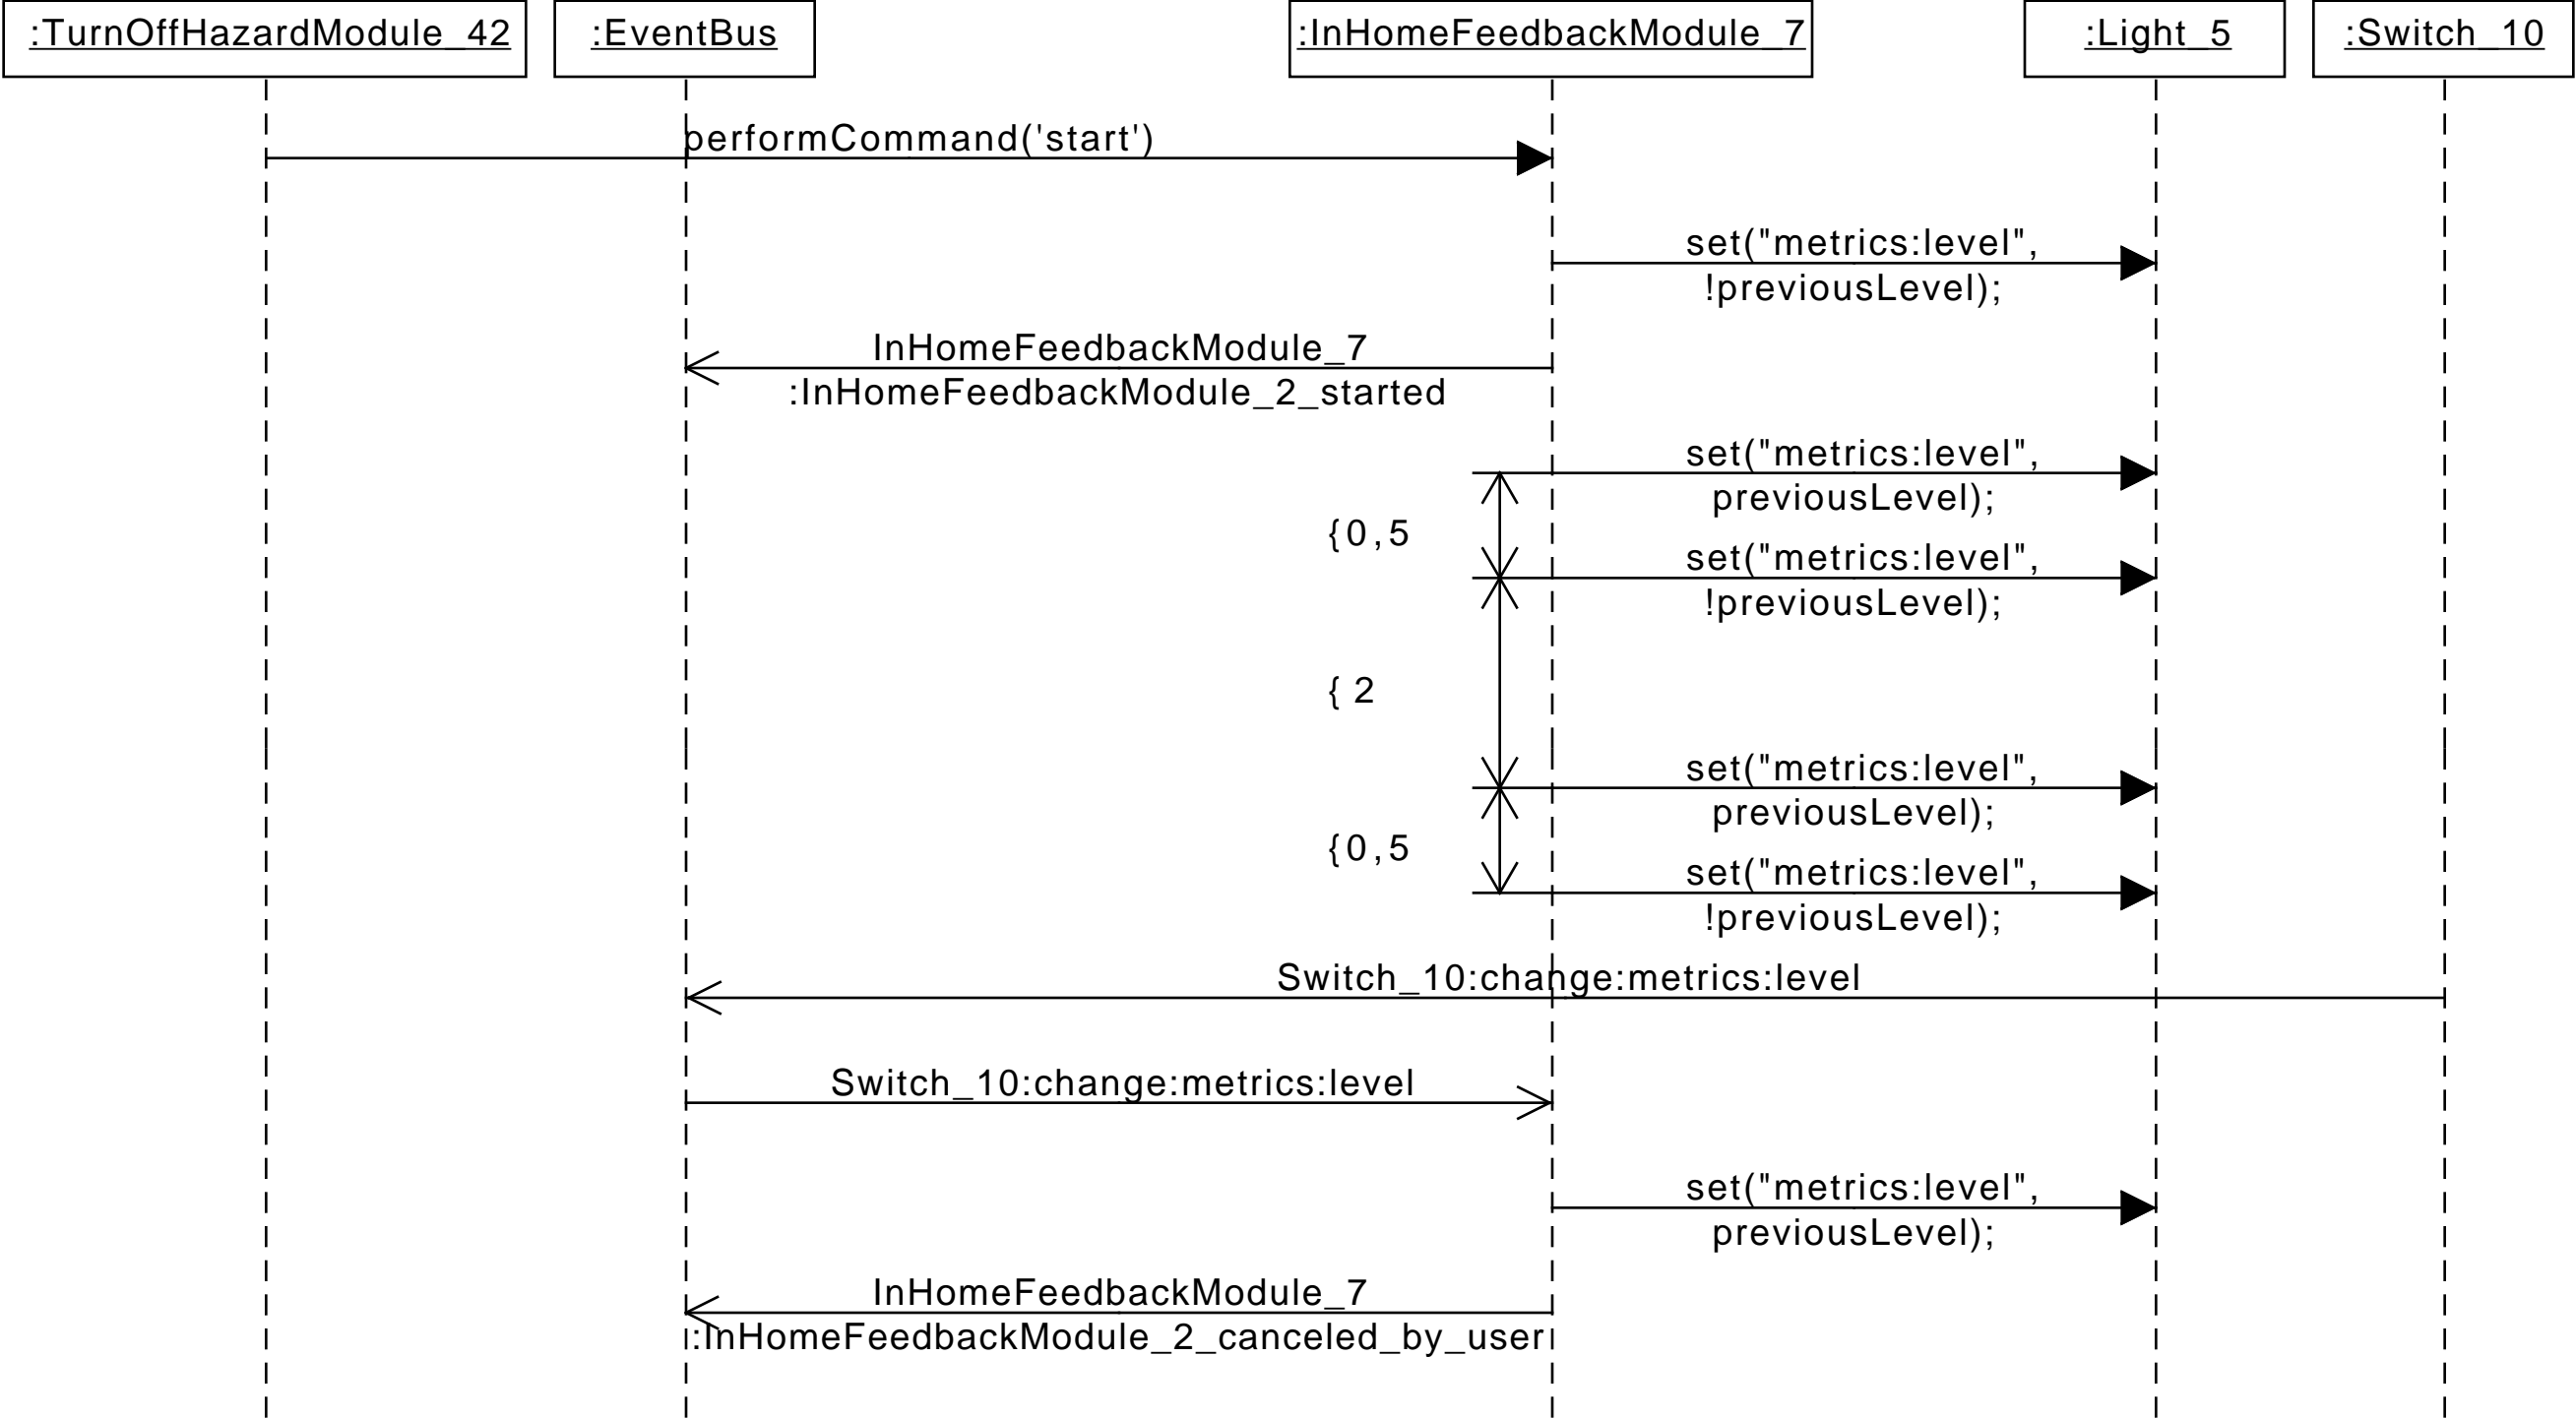 :TurnOffHazardModule_42
:EventBus
:InHomeFeedbackModule_7
:Light_5
:Switch_10
performCommand('start')
set("metrics:level",
!previousLevel);
InHomeFeedbackModule_7
:InHomeFeedbackModule_2_started
set("metrics:level",
previousLevel);
{0,5
set("metrics:level",
!previousLevel);
{ 2
set("metrics:level",
previousLevel);
{0,5
set("metrics:level",
!previousLevel);
Switch_10:change:metrics:level
Switch_10:change:metrics:level
set("metrics:level",
previousLevel);
InHomeFeedbackModule_7
:InHomeFeedbackModule_2_canceled_by_user